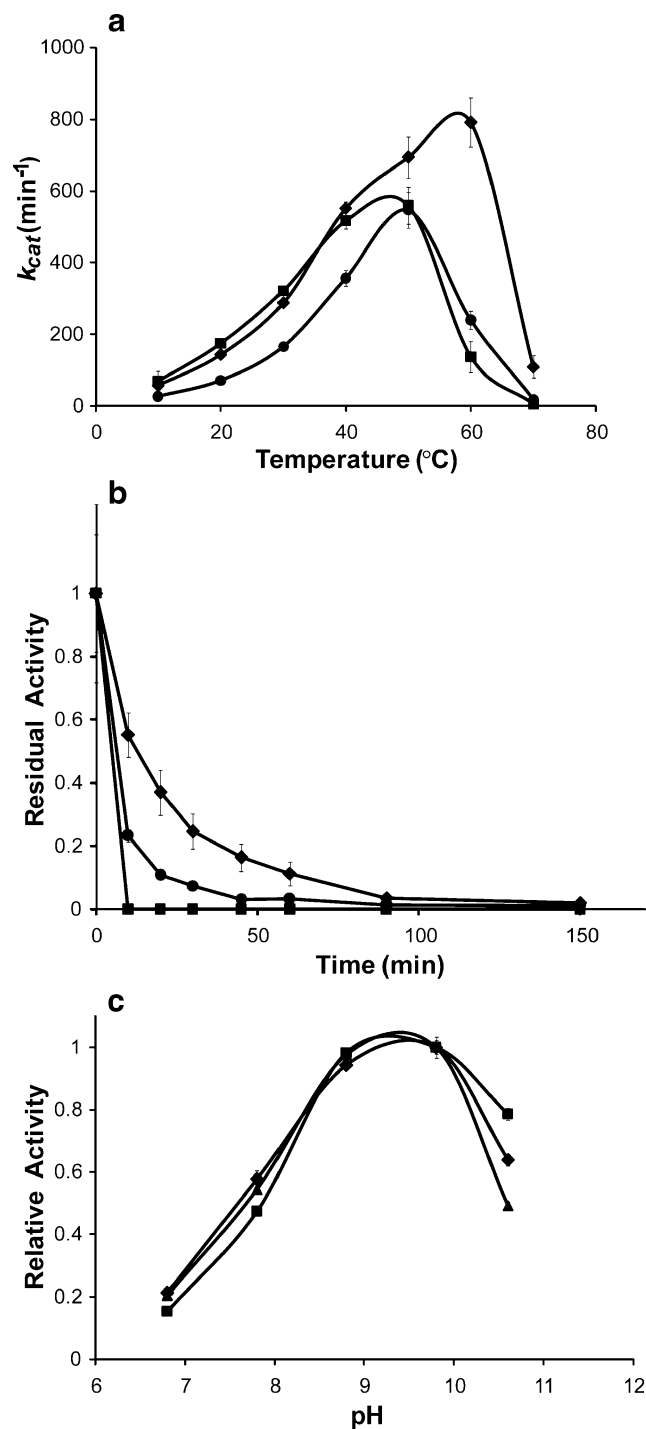 a
1000
800
600
400
200
0
kcat (min-1)
0 20 40 60 80
Temperature (°C)
b
1
0.8
0.6
0.4
0.2
0
Residual Activity
0 50 100 150
Time (min)
c
1
0.8
0.6
0.4
0.2
0
Relative Activity
6 7 8 9 10 11 12
pH